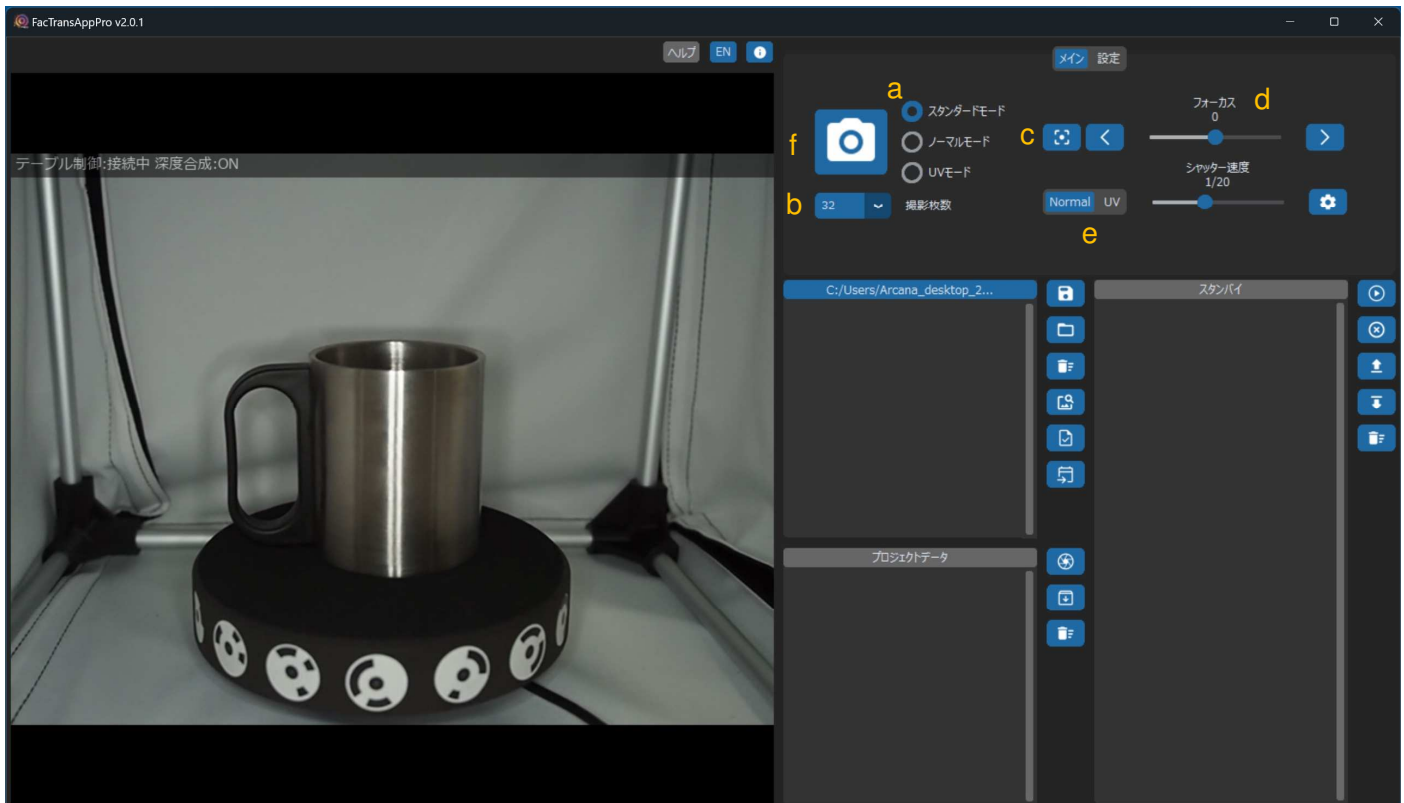 FacTransAppPro v2.0.1
ヘルプ EN
メイン 設定
テーブル制御:接続中 深度合成:ON
a
スタンダードモード
ノーマルモード
UVモード
f
b 32 撮影枚数
c
フォーカス d
0
シャッター速度
1/20
Normal UV
e
C:/Users/Arcana_desktop_2...
スタンバイ
プロジェクトデータ